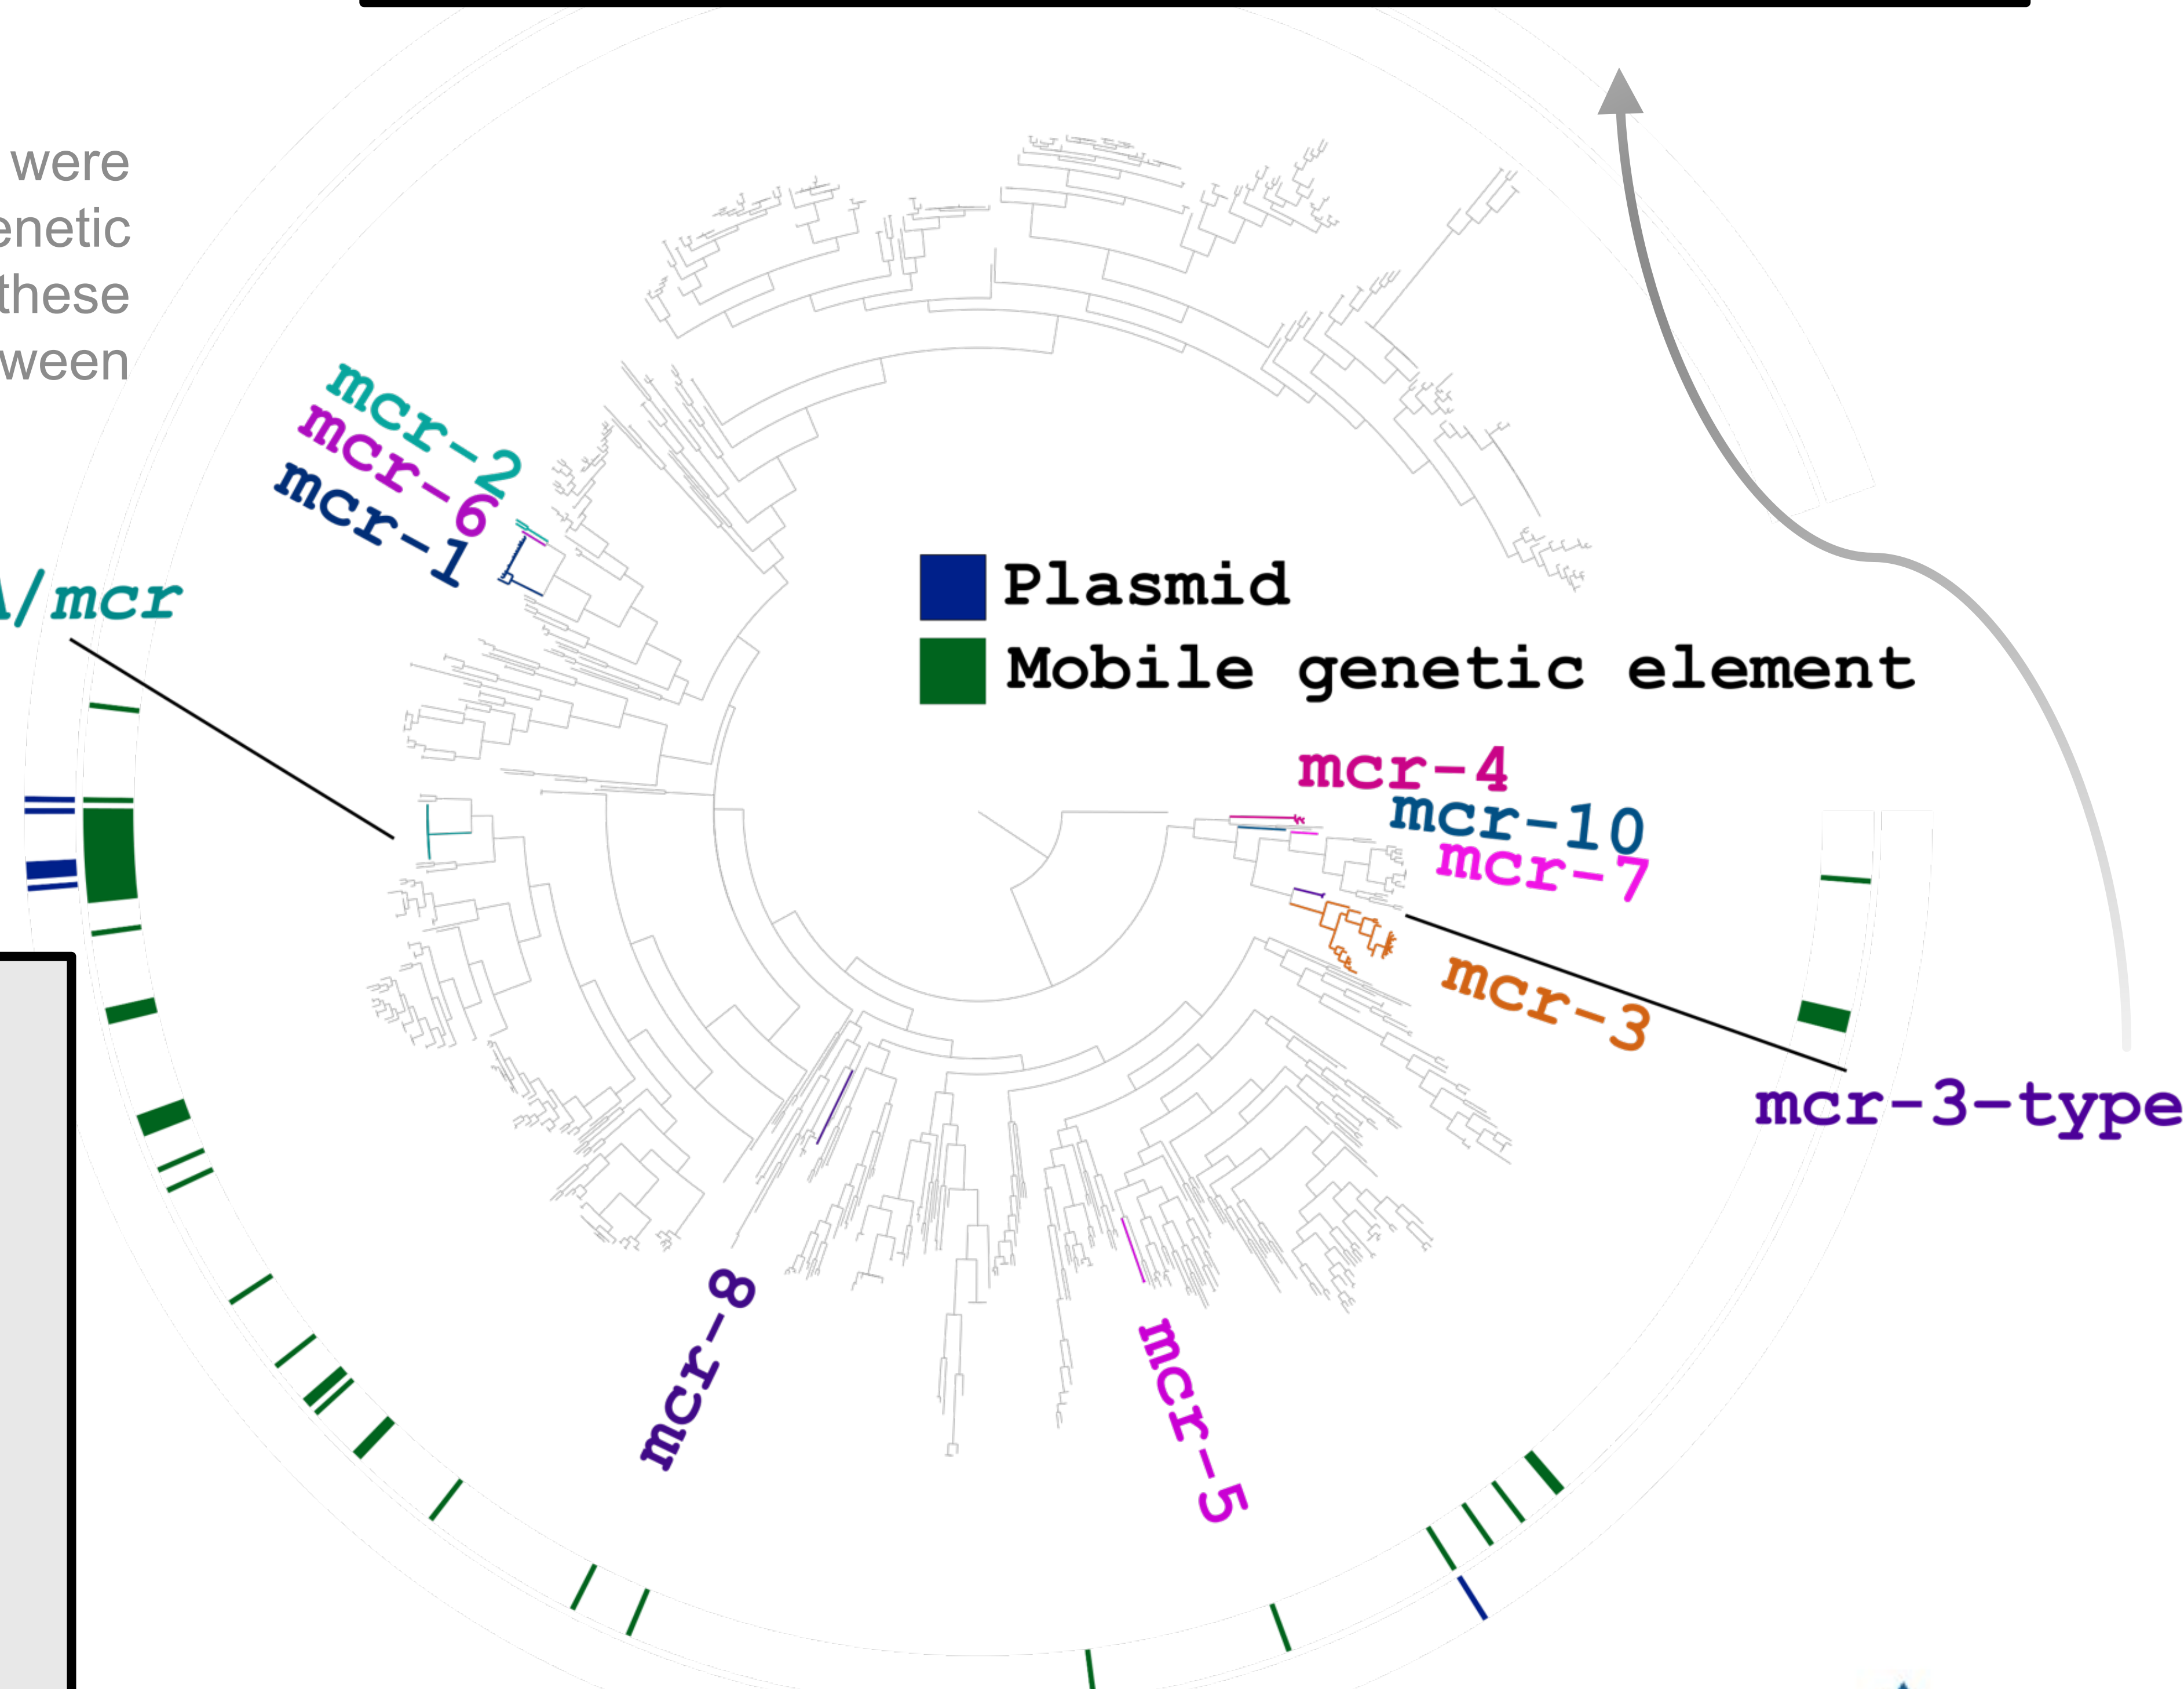 were
enetic
these
ween
mcr-2
mcr-6
mcr-1
/mcr
Plasmid
Mobile genetic element
mcr-4
mcr-10
mcr-7
mcr-3
mcr-3-type
mcr-8
mcr-5